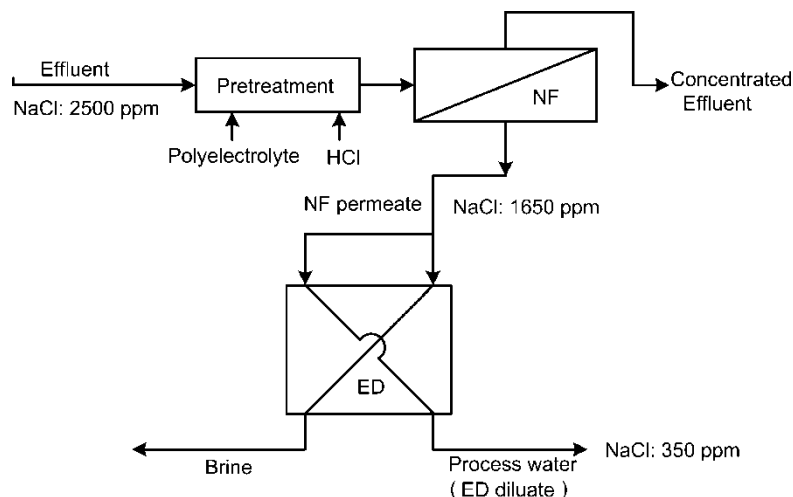 Effluent
NaCl: 2500 ppm
Pretreatment
Polyelectrolyte
HCl
NF
Concentrated
Effluent
NF permeate
NaCl: 1650 ppm
ED
Brine
Process water
( ED diluate )
NaCl: 350 ppm